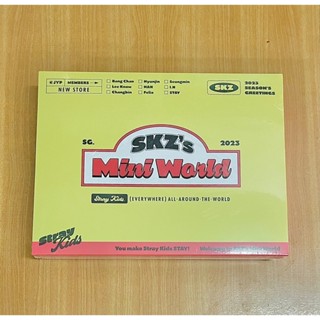 © JYP MEMBERS
NEW STORE
Bang Chan Hyunjin Seungmin
Lee Know HAN I.N
Changbin Felix STAY
SKZ
2023
SEASON'S
GREETINGS
SG. SKZ's 2023
Mini World
Stray Kids [EVERYWHERE] ALL·AROUND·THE·WORLD
Stray
Kids
You make Stray Kids STAY!